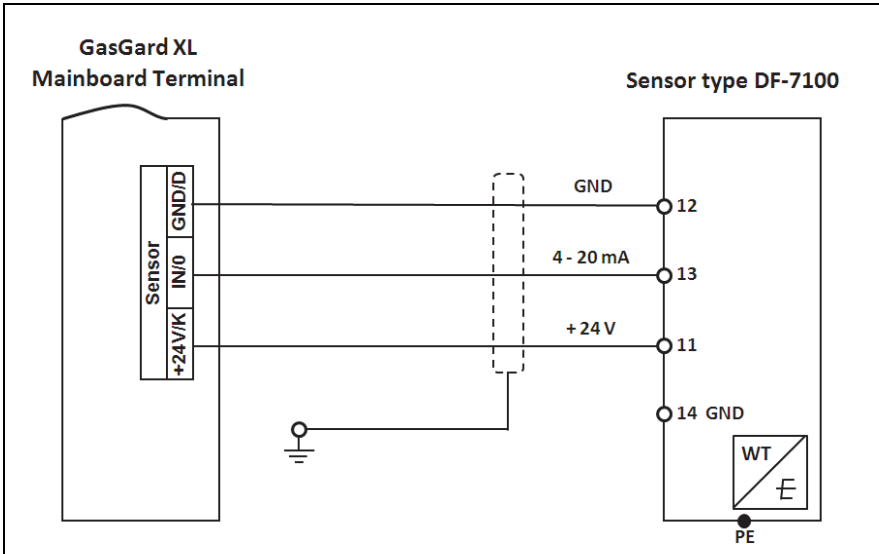 GasGard XL
Mainboard Terminal
Sensor type DF-7100
Sensor
GND/D
IN/0
+24V/K
GND
12
4 - 20 mA
13
+ 24 V
11
14 GND
WT
E
PE